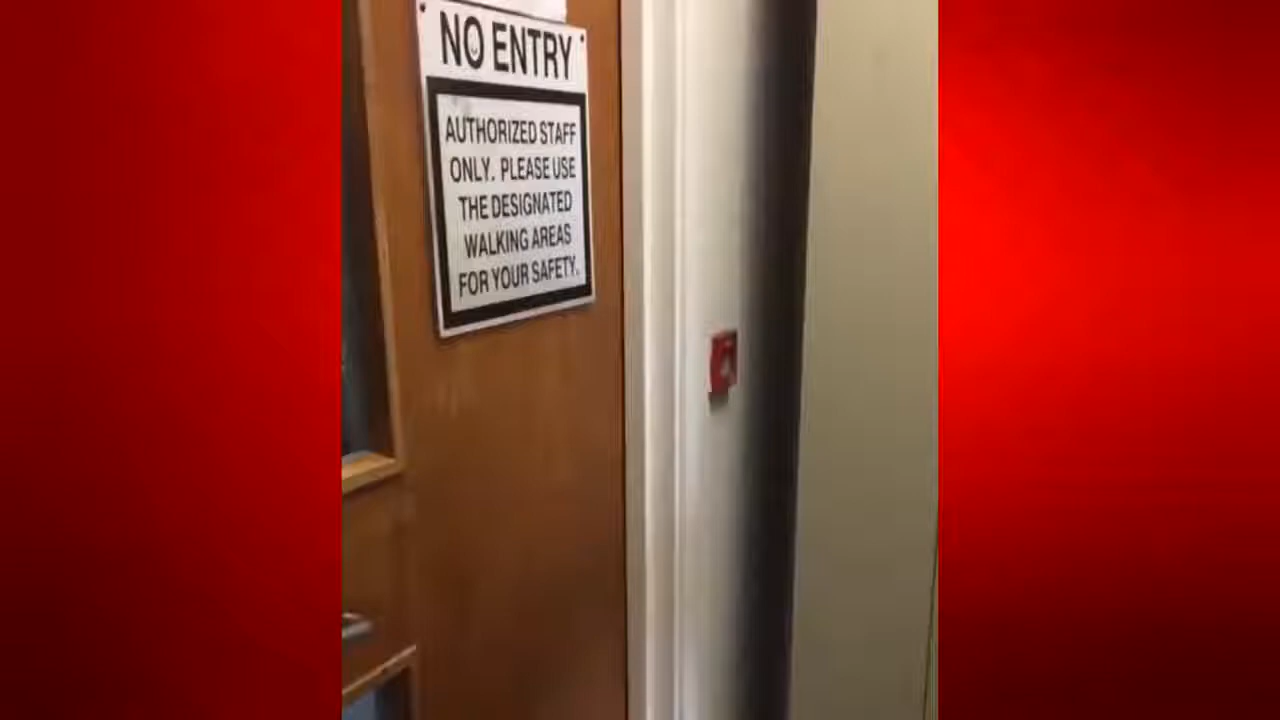 NO ENTRY
AUTHORIZED STAFF
ONLY. PLEASE USE
THE DESIGNATED
WALKING AREAS
FOR YOUR SAFETY.